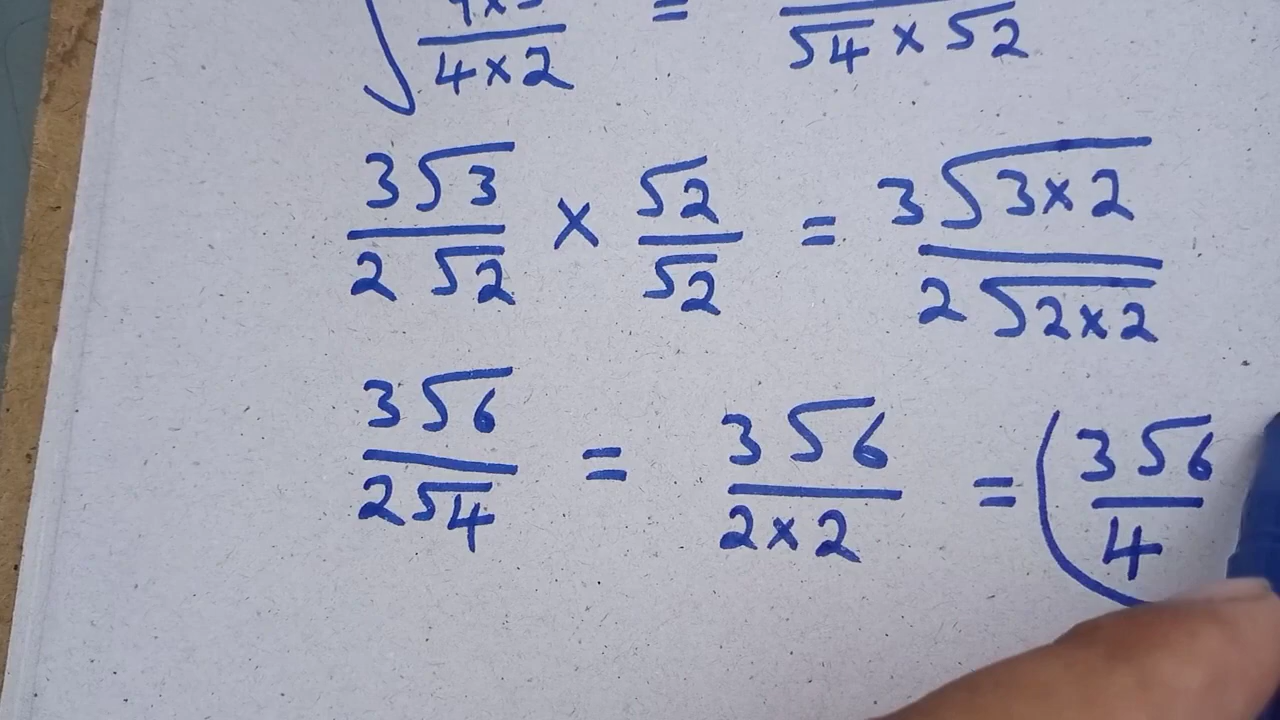 √ / (4×2) = / (√4 × √2)
3√3 / (2 √2) × √2 / √2 = 3√(3×2) / (2√(2×2))
3√6 / (2√4) = 3√6 / (2×2) = (3√6 / 4